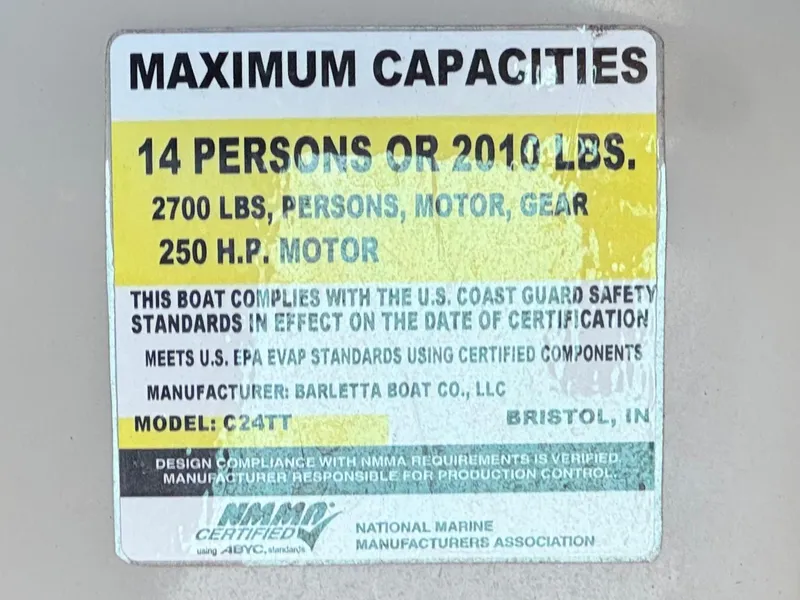 MAXIMUM CAPACITIES
14 PERSONS OR 2010 LBS.
2700 LBS, PERSONS, MOTOR, GEAR
250 H.P. MOTOR
THIS BOAT COMPLIES WITH THE U.S. COAST GUARD SAFETY
STANDARDS IN EFFECT ON THE DATE OF CERTIFICATION
MEETS U.S. EPA EVAP STANDARDS USING CERTIFIED COMPONENTS
MANUFACTURER: BARLETTA BOAT CO., LLC
MODEL: C24TT BRISTOL, IN
DESIGN COMPLIANCE WITH NMMA REQUIREMENTS IS VERIFIED.
MANUFACTURER RESPONSIBLE FOR PRODUCTION CONTROL.
NMMA
CERTIFIED
using ABYC, standards
NATIONAL MARINE
MANUFACTURERS ASSOCIATION